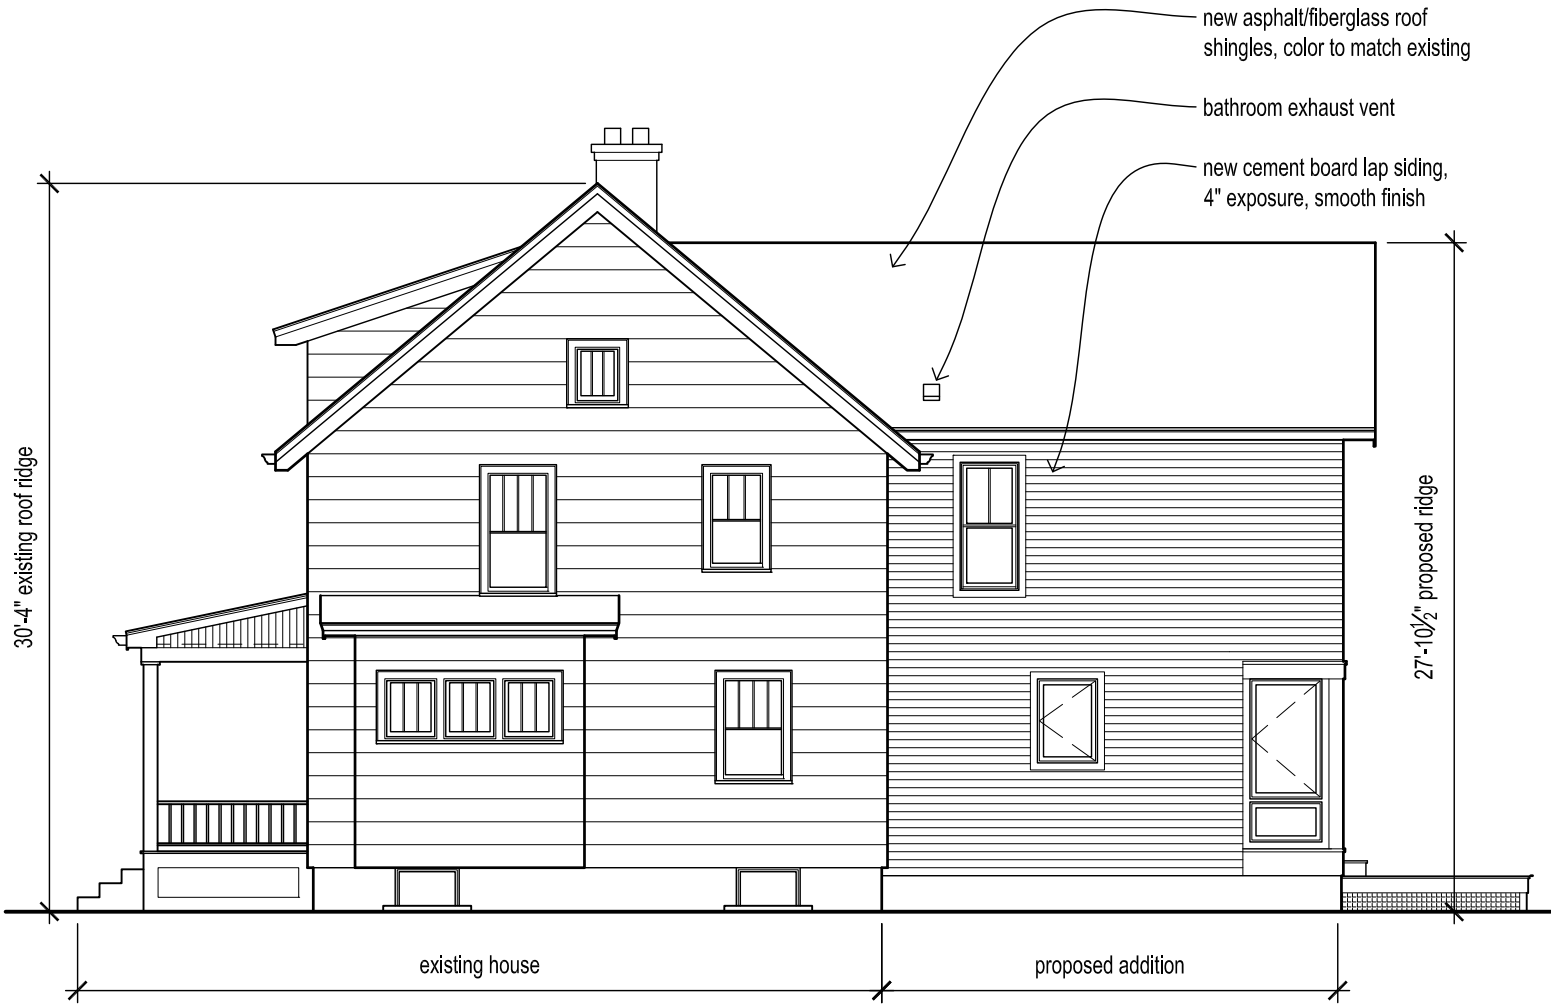 new asphalt/fiberglass roof
shingles, color to match existing
bathroom exhaust vent
new cement board lap siding,
4" exposure, smooth finish
30'-4" existing roof ridge
27'-10½" proposed ridge
existing house
proposed addition